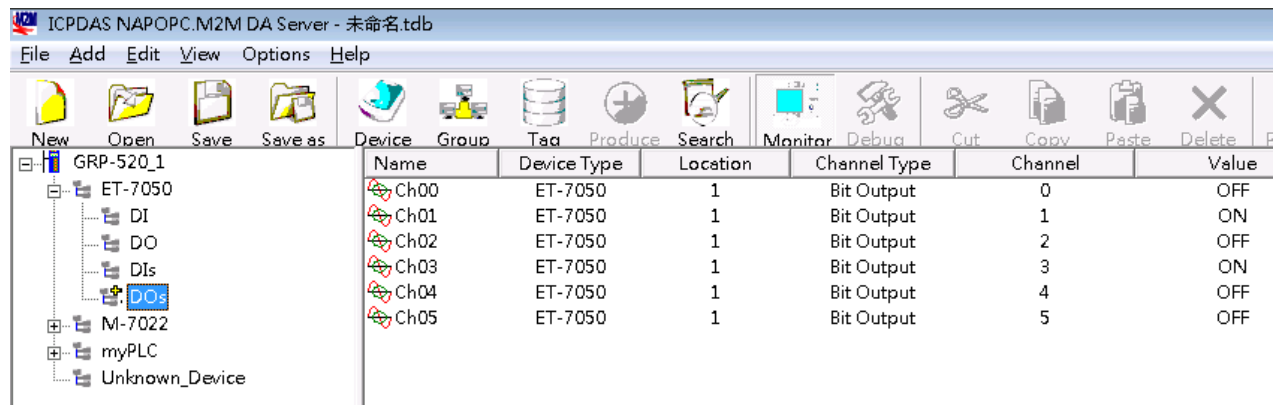 ICPDAS NAPOPC.M2M DA Server - 未命名.tdb
File Add Edit View Options Help
New Open Save Save as Device Group Tag Produce Search Monitor Debug Cut Copy Paste Delete
GRP-520_1
ET-7050
DI
DO
DIs
DOs
M-7022
myPLC
Unknown_Device
Name Device Type Location Channel Type Channel Value
Ch00 ET-7050 1 Bit Output 0 OFF
Ch01 ET-7050 1 Bit Output 1 ON
Ch02 ET-7050 1 Bit Output 2 OFF
Ch03 ET-7050 1 Bit Output 3 ON
Ch04 ET-7050 1 Bit Output 4 OFF
Ch05 ET-7050 1 Bit Output 5 OFF